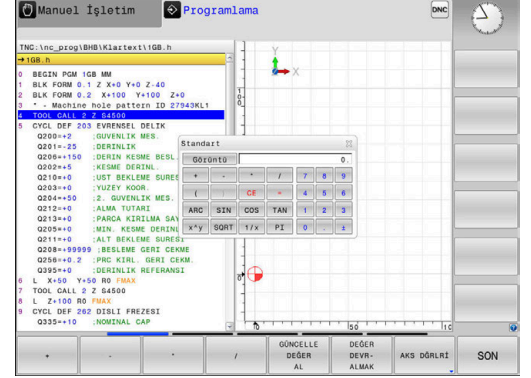 Manuel İşletim
Programlama
DNC
TNC:\nc_prog\BHB\Klartext\1GB.h
→1GB.h
0 BEGIN PGM 1GB MM
1 BLK FORM 0.1 Z X+0 Y+0 Z-40
2 BLK FORM 0.2 X+100 Y+100 Z+0
3 * - Machine hole pattern ID 27943KL1
4 TOOL CALL 2 Z S4500
5 CYCL DEF 203 EVRENSEL DELIK
Q200=+2 ;GUVENLIK MES.
Q201=-25 ;DERINLIK
Q206=+150 ;DERIN KESME BESL.
Q202=+5 ;KESME DERINL.
Q210=+0 ;UST BEKLEME SURES
Q203=+0 ;YUZEY KOOR.
Q204=+50 ;2. GUVENLIK MES.
Q212=+0 ;ALMA TUTARI
Q213=+0 ;PARCA KIRILMA SAY
Q205=+0 ;MIN. KESME DERINL
Q211=+0 ;ALT BEKLEME SURESI
Q208=+99999 ;BESLEME GERI CEKME
Q256=+0.2 ;PRC KIRL. GERI CEKM.
Q395=+0 ;DERINLIK REFERANSI
6 L X+50 Y+50 R0 FMAX
7 TOOL CALL 2 Z S4500
8 L Z+100 R0 FMAX
9 CYCL DEF 262 DISLI FREZESI
Q335=+10 ;NOMINAL CAP
Y
X
Standart
Görüntü 0.
+ - * / 7 8 9
( ) CE = 4 5 6
ARC SIN COS TAN 1 2 3
x^y SQRT 1/x PI 0 . ±
0 50 10
+ - * /
GÜNCELLE DEĞER AL
DEĞER DEVR- ALMAK
AKS DĞRLRİ
SON